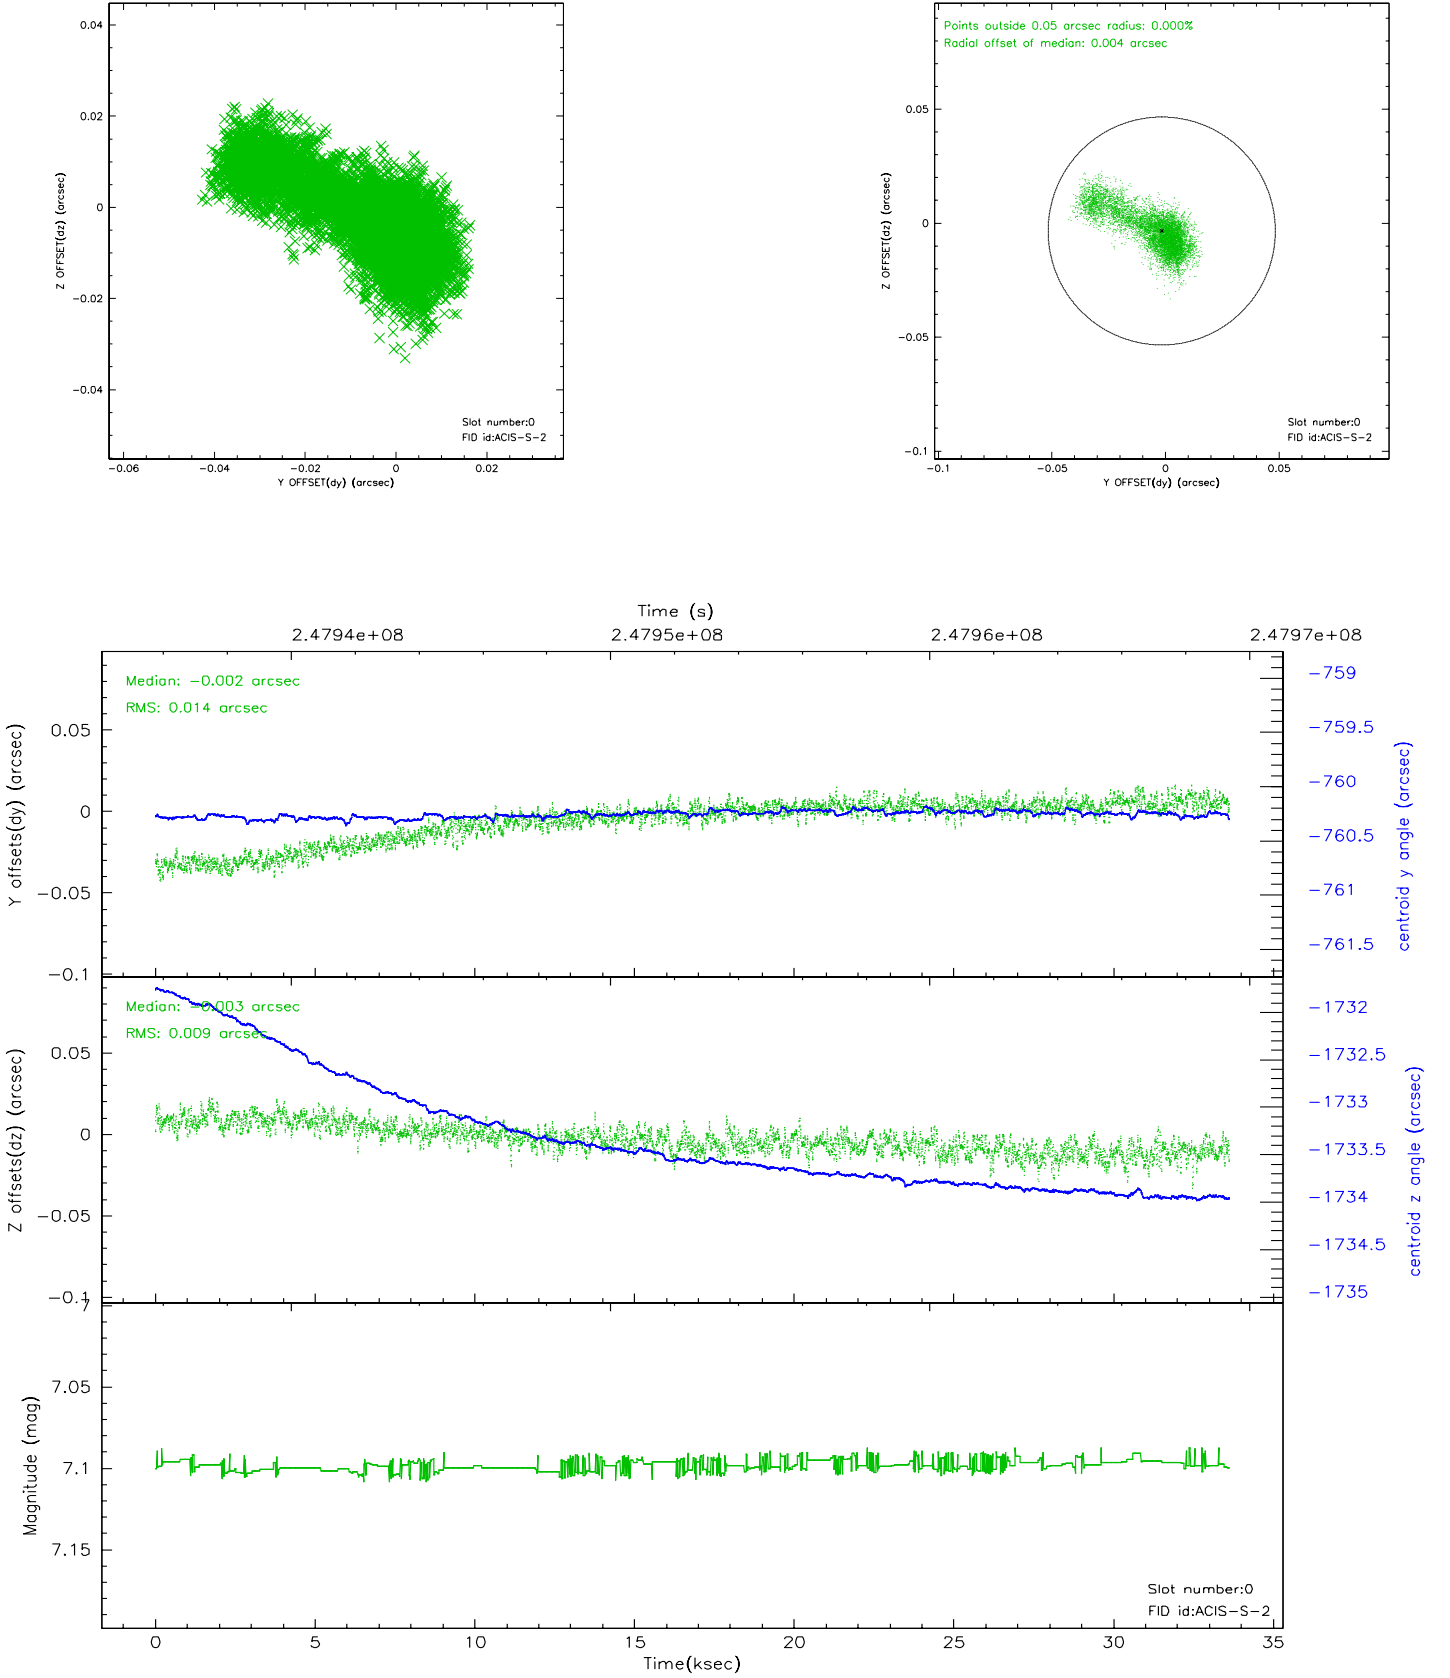 0.04
0.02
0
−0.02
−0.04
Z OFFSET(dz) (arcsec)
Slot number:0
FID id:ACIS−S−2
−0.06
−0.04
−0.02
0
0.02
Y OFFSET(dy) (arcsec)
Points outside 0.05 arcsec radius: 0.000%
Radial offset of median: 0.004 arcsec
0.05
0
−0.05
−0.1
Z OFFSET(dz) (arcsec)
Slot number:0
FID id:ACIS−S−2
−0.1
−0.05
0
0.05
Y OFFSET(dy) (arcsec)
Time (s)
2.4794e+08
2.4795e+08
2.4796e+08
2.4797e+08
Median: −0.002 arcsec
RMS: 0.014 arcsec
0.05
0
−0.05
−0.1
Y offsets(dy) (arcsec)
−759
−759.5
−760
−760.5
−761
−761.5
centroid y angle (arcsec)
Median: −0.003 arcsec
RMS: 0.009 arcsec
0.05
0
−0.05
−0.1
Z offsets(dz) (arcsec)
−1732
−1732.5
−1733
−1733.5
−1734
−1734.5
−1735
centroid z angle (arcsec)
7
7.05
7.1
7.15
Magnitude (mag)
Slot number:0
FID id:ACIS−S−2
0
5
10
15
20
25
30
35
Time(ksec)